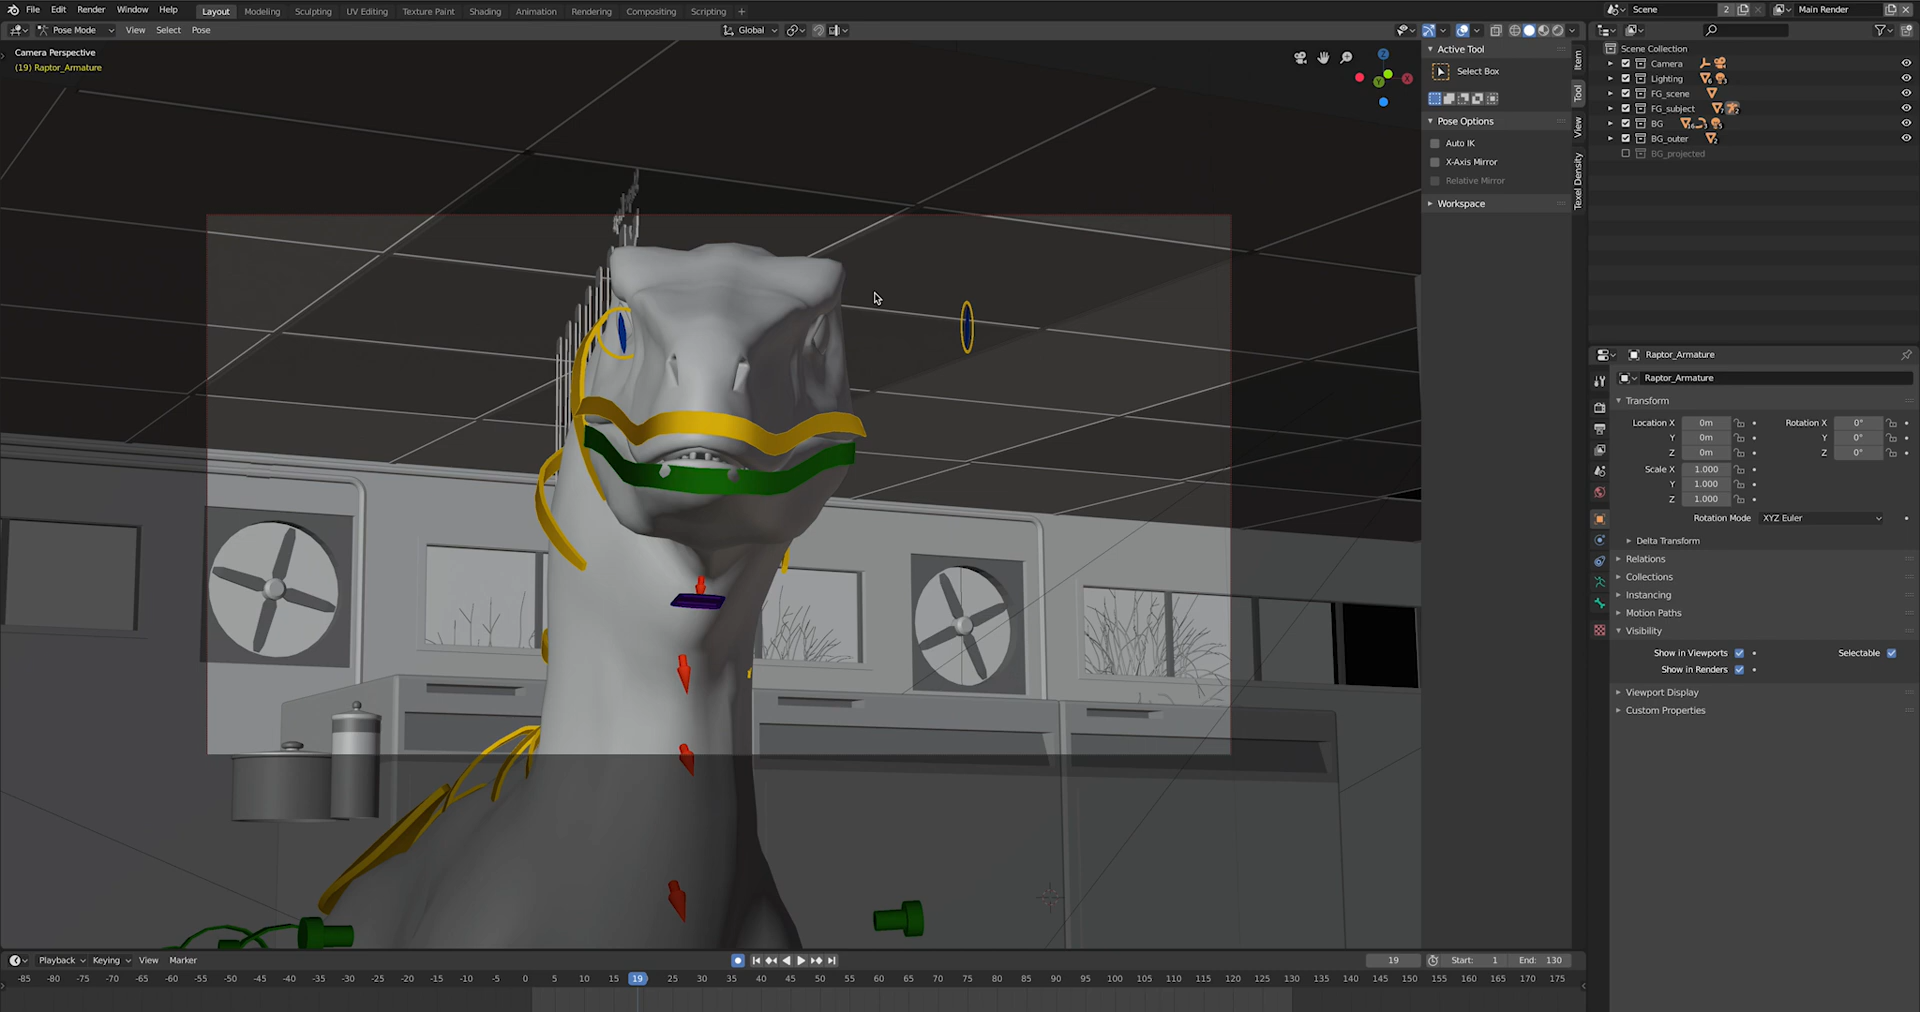 File Edit Render Window Help
Layout Modeling Sculpting UV Editing Texture Paint Shading Animation Rendering Compositing Scripting +
Scene 2 Main Render
Pose Mode View Select Pose
Global
Camera Perspective
(19) Raptor_Armature
Z
X
Y
Active Tool
Select Box
Pose Options
Auto IK
X-Axis Mirror
Relative Mirror
Workspace
Item
Tool
View
Texel Density
Scene Collection
Camera
Lighting
FG_scene
FG_subject
BG
BG_outer
BG_projected
Raptor_Armature
Raptor_Armature
Transform
Location X 0m Rotation X 0°
Y 0m Y 0°
Z 0m Z 0°
Scale X 1.000
Y 1.000
Z 1.000
Rotation Mode XYZ Euler
Delta Transform
Relations
Collections
Instancing
Motion Paths
Visibility
Show in Viewports Selectable
Show in Renders
Viewport Display
Custom Properties
Playback Keying View Marker
19 Start: 1 End: 130
-85 -80 -75 -70 -65 -60 -55 -50 -45 -40 -35 -30 -25 -20 -15 -10 -5 0 5 10 15 19 25 30 35 40 45 50 55 60 65 70 75 80 85 90 95 100 105 110 115 120 125 130 135 140 145 150 155 160 165 170 175